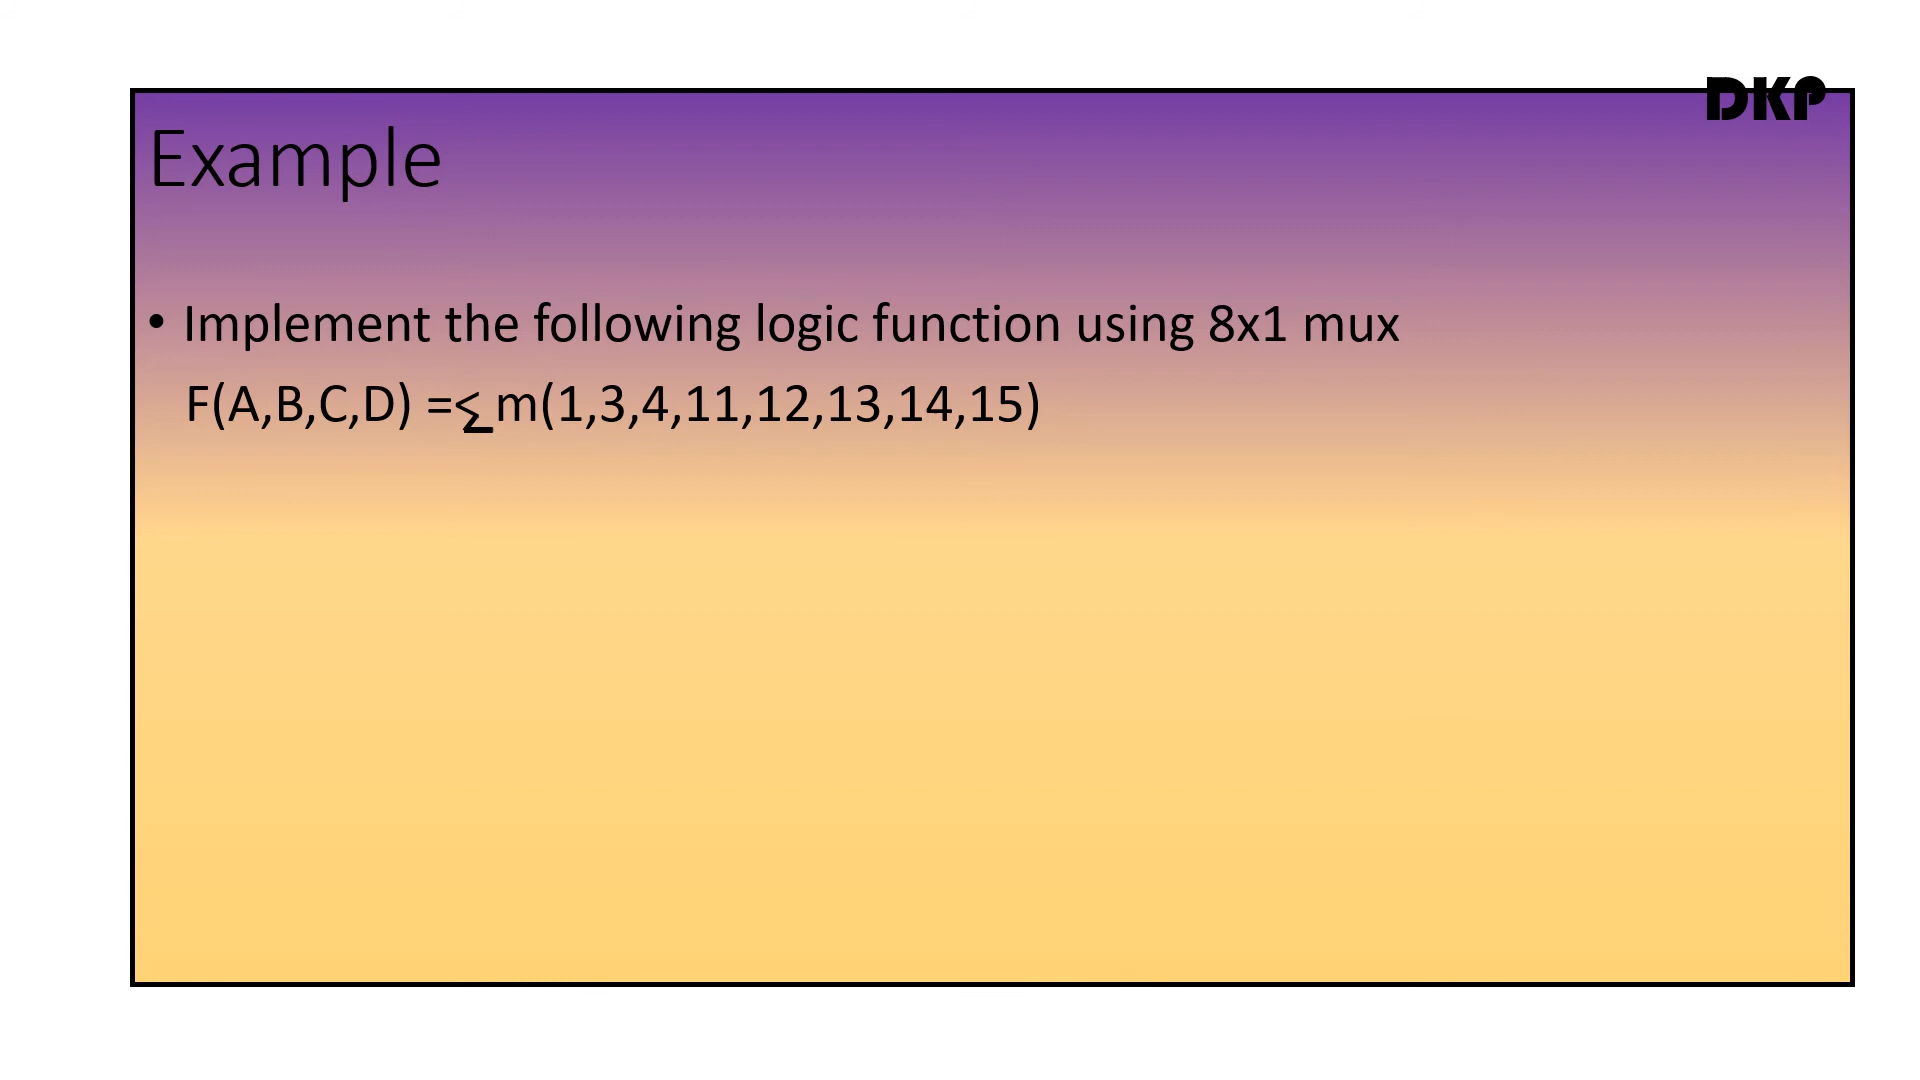 DKP
Example
• Implement the following logic function using 8x1 mux
F(A,B,C,D) =≤ m(1,3,4,11,12,13,14,15)